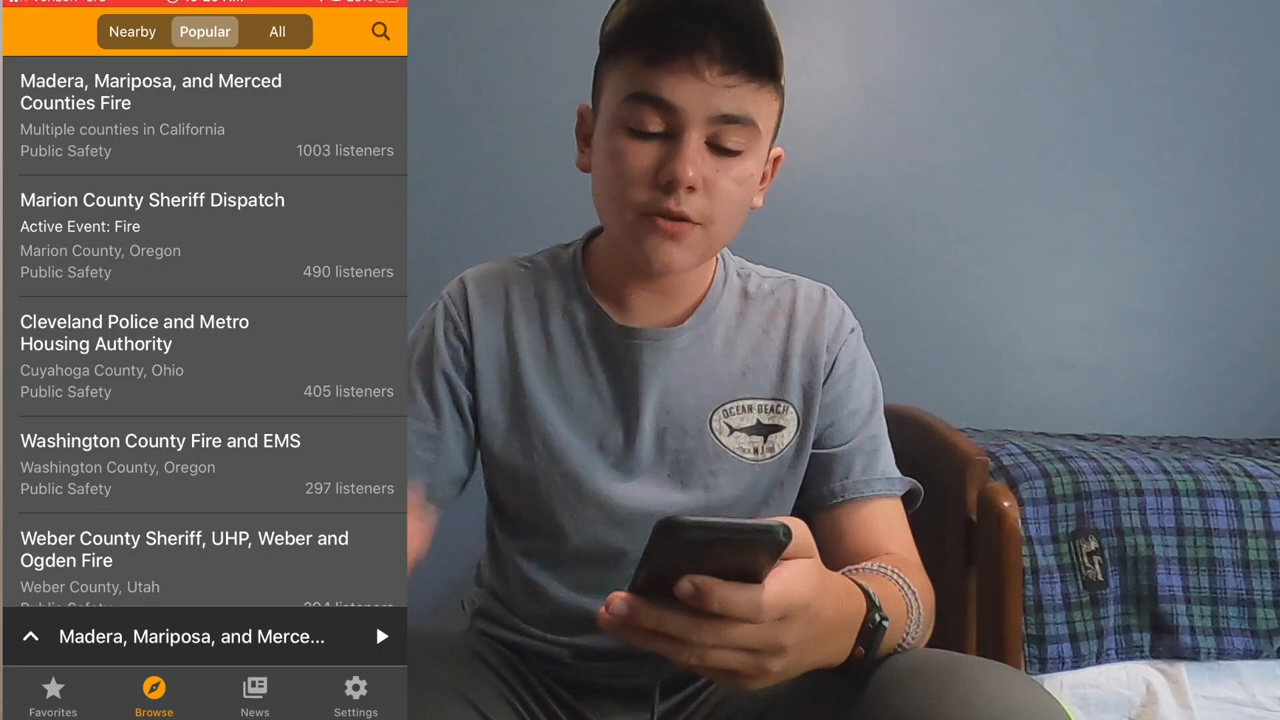 Nearby
Popular
All
Madera, Mariposa, and Merced
Counties Fire
Multiple counties in California
Public Safety
1003 listeners
Marion County Sheriff Dispatch
Active Event: Fire
Marion County, Oregon
Public Safety
490 listeners
Cleveland Police and Metro
Housing Authority
Cuyahoga County, Ohio
Public Safety
405 listeners
Washington County Fire and EMS
Washington County, Oregon
Public Safety
297 listeners
Weber County Sheriff, UHP, Weber and
Ogden Fire
Weber County, Utah
Madera, Mariposa, and Merce...
Favorites
Browse
News
Settings
OCEAN BEACH